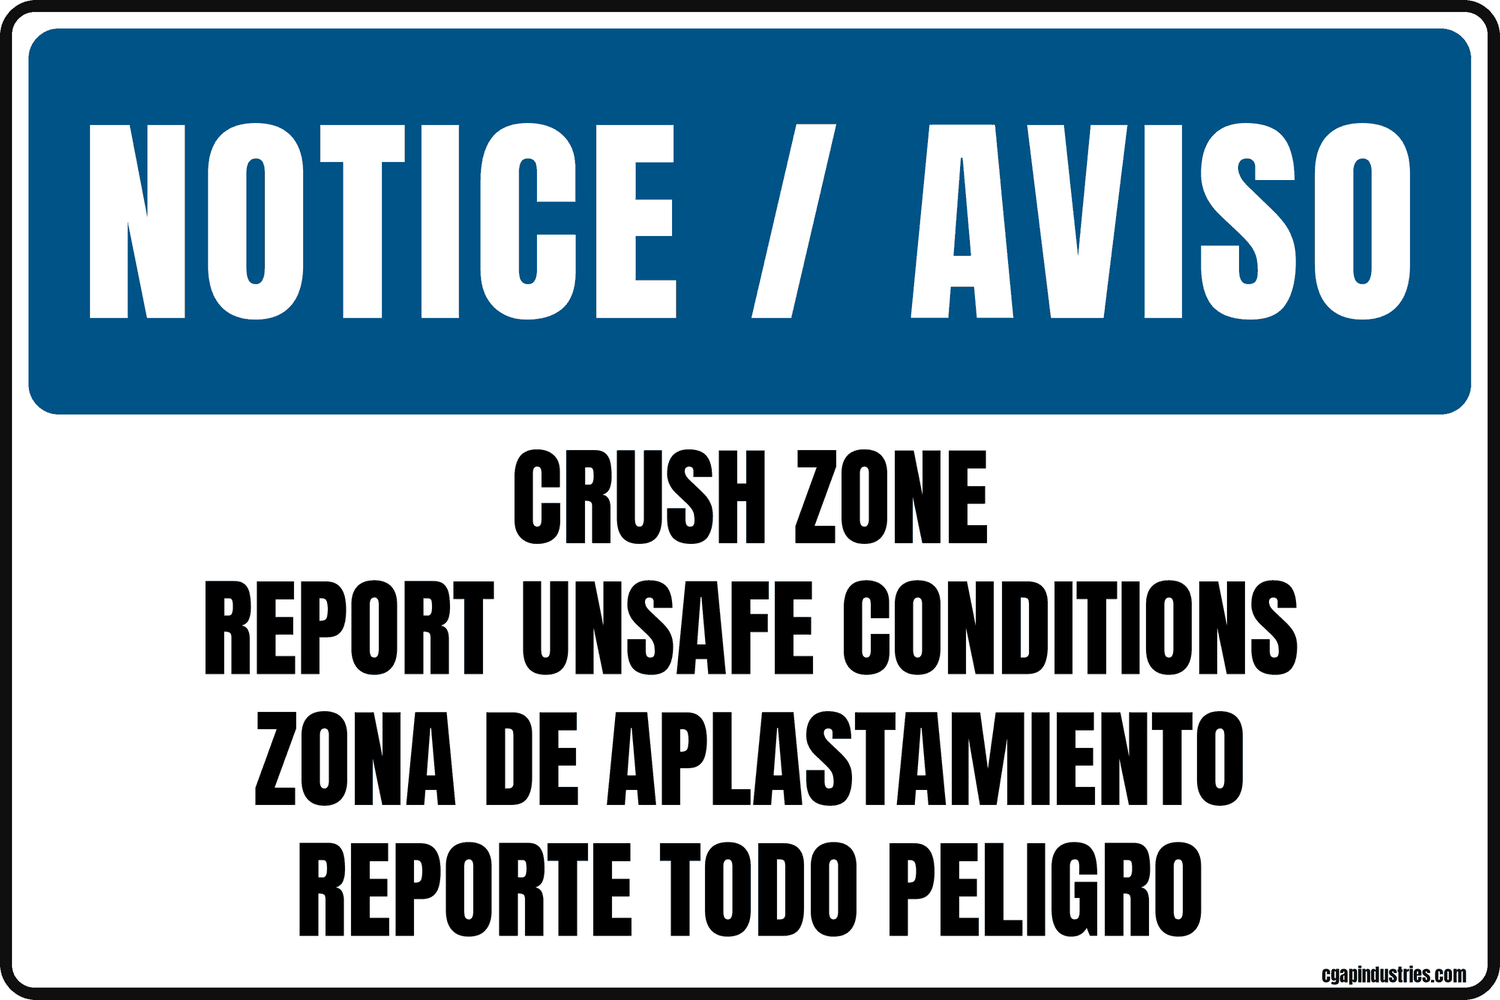 NOTICE / AVISO
CRUSH ZONE
REPORT UNSAFE CONDITIONS
ZONA DE APLASTAMIENTO
REPORTE TODO PELIGRO
cgapindustries.com